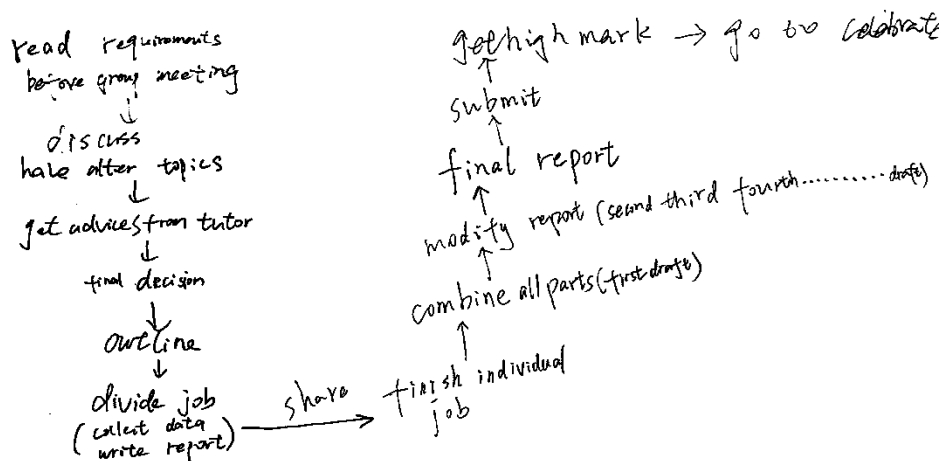 read requirements
before group meeting
discuss
have alter topics
get advices from tutor
final decision
outline
divide job
(collect data
write report)
share
finish individual
job
combine all parts (first draft)
modify report (second third fourth .......... draft)
final report
submit
get high mark → go to celebrate